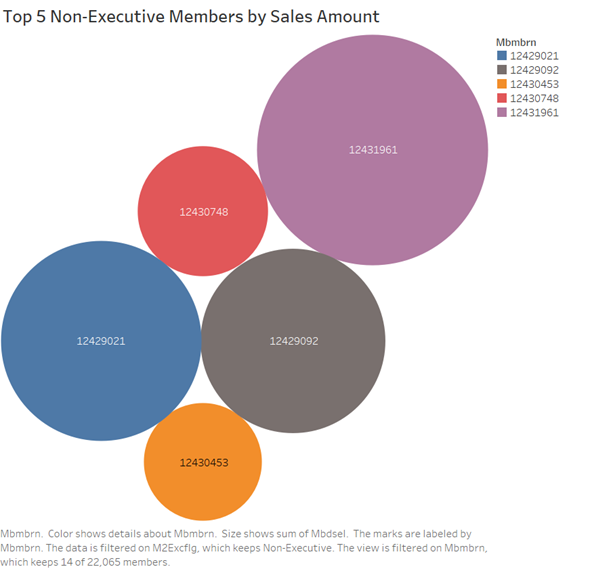 Top 5 Non-Executive Members by Sales Amount
Mbmbrn
12429021
12429092
12430453
12430748
12431961
12431961
12430748
12429021
12429092
12430453
Mbmbrn. Color shows details about Mbmbrn. Size shows sum of Mbdsel. The marks are labeled by
Mbmbrn. The data is filtered on M2Excflg, which keeps Non-Executive. The view is filtered on Mbmbrn,
which keeps 14 of 22,065 members.